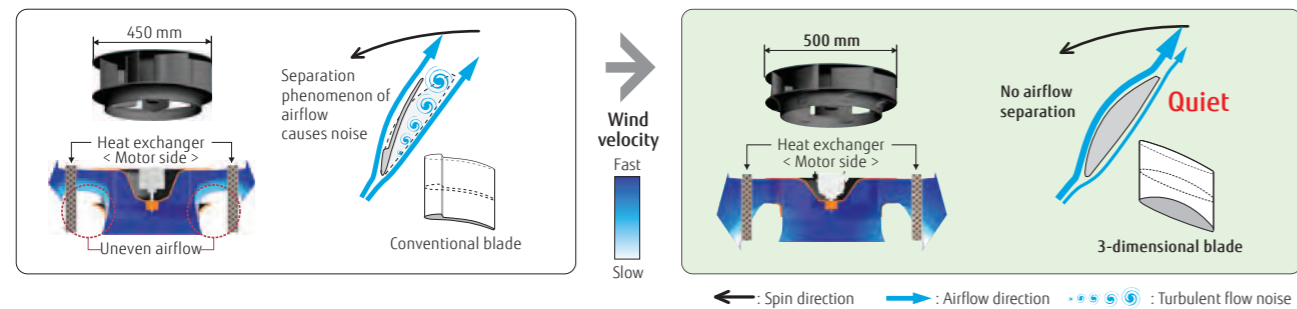 450 mm
Separation
phenomenon of
airflow
causes noise
Heat exchanger
< Motor side >
Uneven airflow
Conventional blade
Wind
velocity
Fast
Slow
500 mm
No airflow
separation
Quiet
Heat exchanger
< Motor side >
3-dimensional blade
: Spin direction
: Airflow direction
: Turbulent flow noise